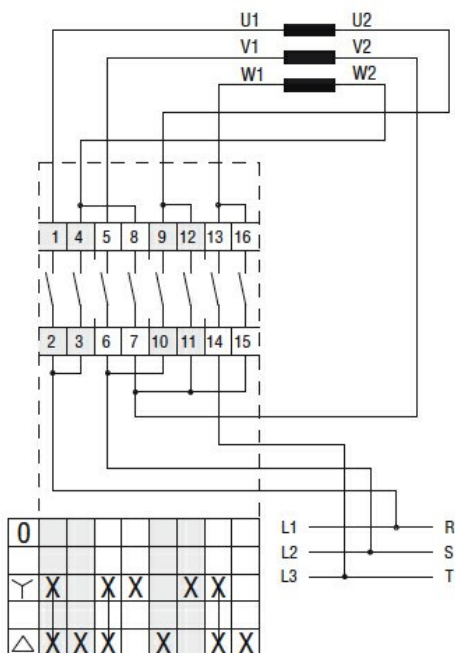 U1 U2
V1 V2
W1 W2
1 4 5 8 9 12 13 16
2 3 6 7 10 11 14 15
L1 R
L2 S
L3 T
0
Y X X X X X
△ X X X X X X